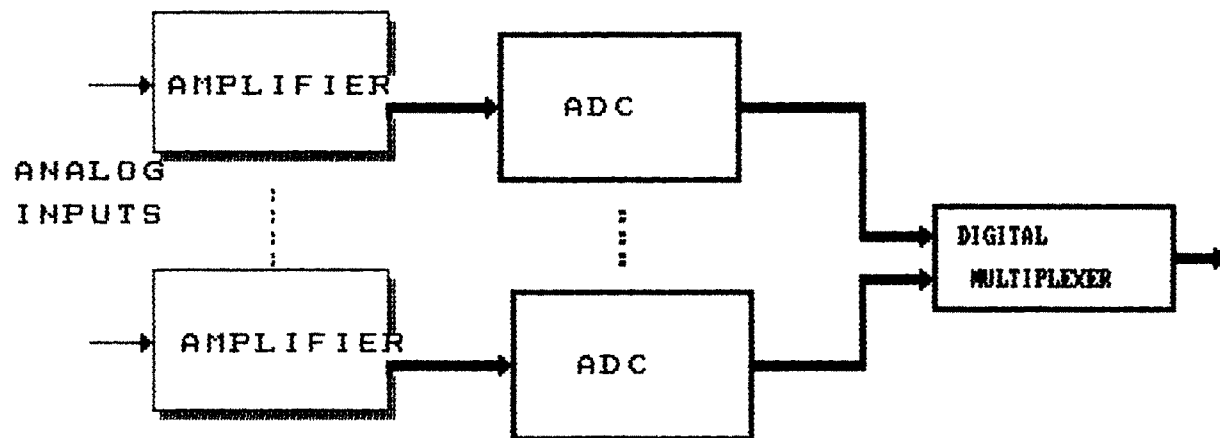 AMPLIFIER
ADC
ANALOG
INPUTS
DIGITAL
MULTIPLEXER
AMPLIFIER
ADC